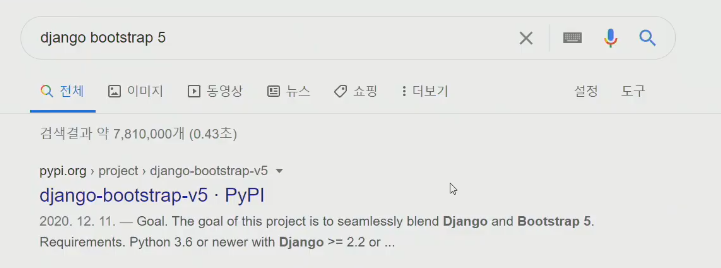 django bootstrap 5
전체 이미지 동영상 뉴스 쇼핑 더보기 설정 도구
검색결과 약 7,810,000개 (0.43초)
pypi.org › project › django-bootstrap-v5
django-bootstrap-v5 · PyPI
2020. 12. 11. — Goal. The goal of this project is to seamlessly blend Django and Bootstrap 5.
Requirements. Python 3.6 or newer with Django >= 2.2 or ...